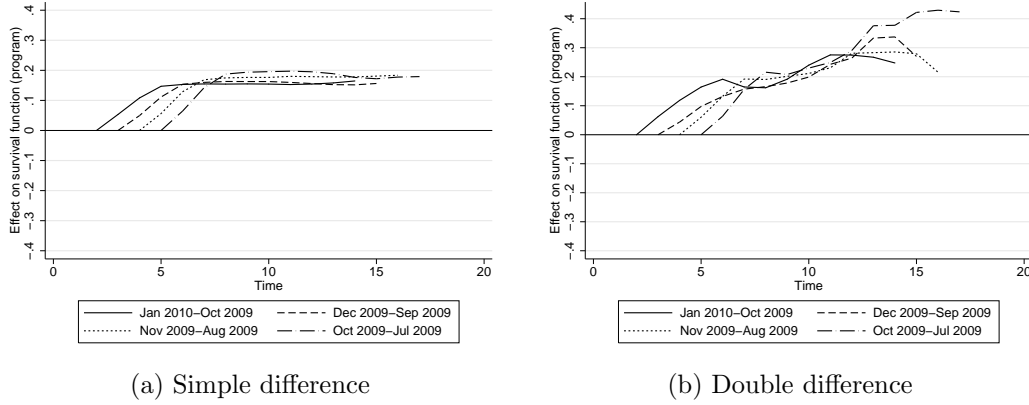 Effect on survival function (program)
.4
.3
.2
.1
0
-.1
-.2
-.3
-.4
0 5 10 15 20
Time
Jan 2010–Oct 2009 Dec 2009–Sep 2009
Nov 2009–Aug 2009 Oct 2009–Jul 2009
(a) Simple difference
Effect on survival function (program)
.4
.3
.2
.1
0
-.1
-.2
-.3
-.4
0 5 10 15 20
Time
Jan 2010–Oct 2009 Dec 2009–Sep 2009
Nov 2009–Aug 2009 Oct 2009–Jul 2009
(b) Double difference